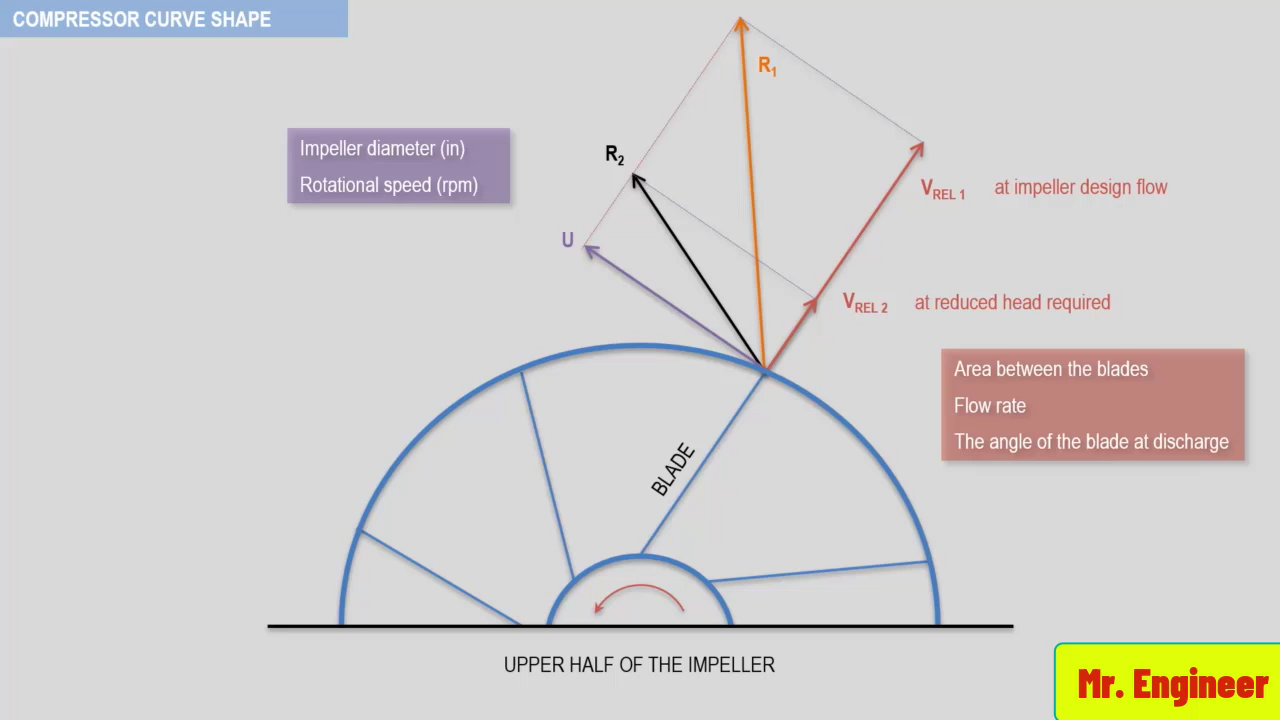 COMPRESSOR CURVE SHAPE
R1
Impeller diameter (in)
Rotational speed (rpm)
R2
VREL 1 at impeller design flow
U
VREL 2 at reduced head required
Area between the blades
Flow rate
The angle of the blade at discharge
BLADE
UPPER HALF OF THE IMPELLER
Mr. Engineer